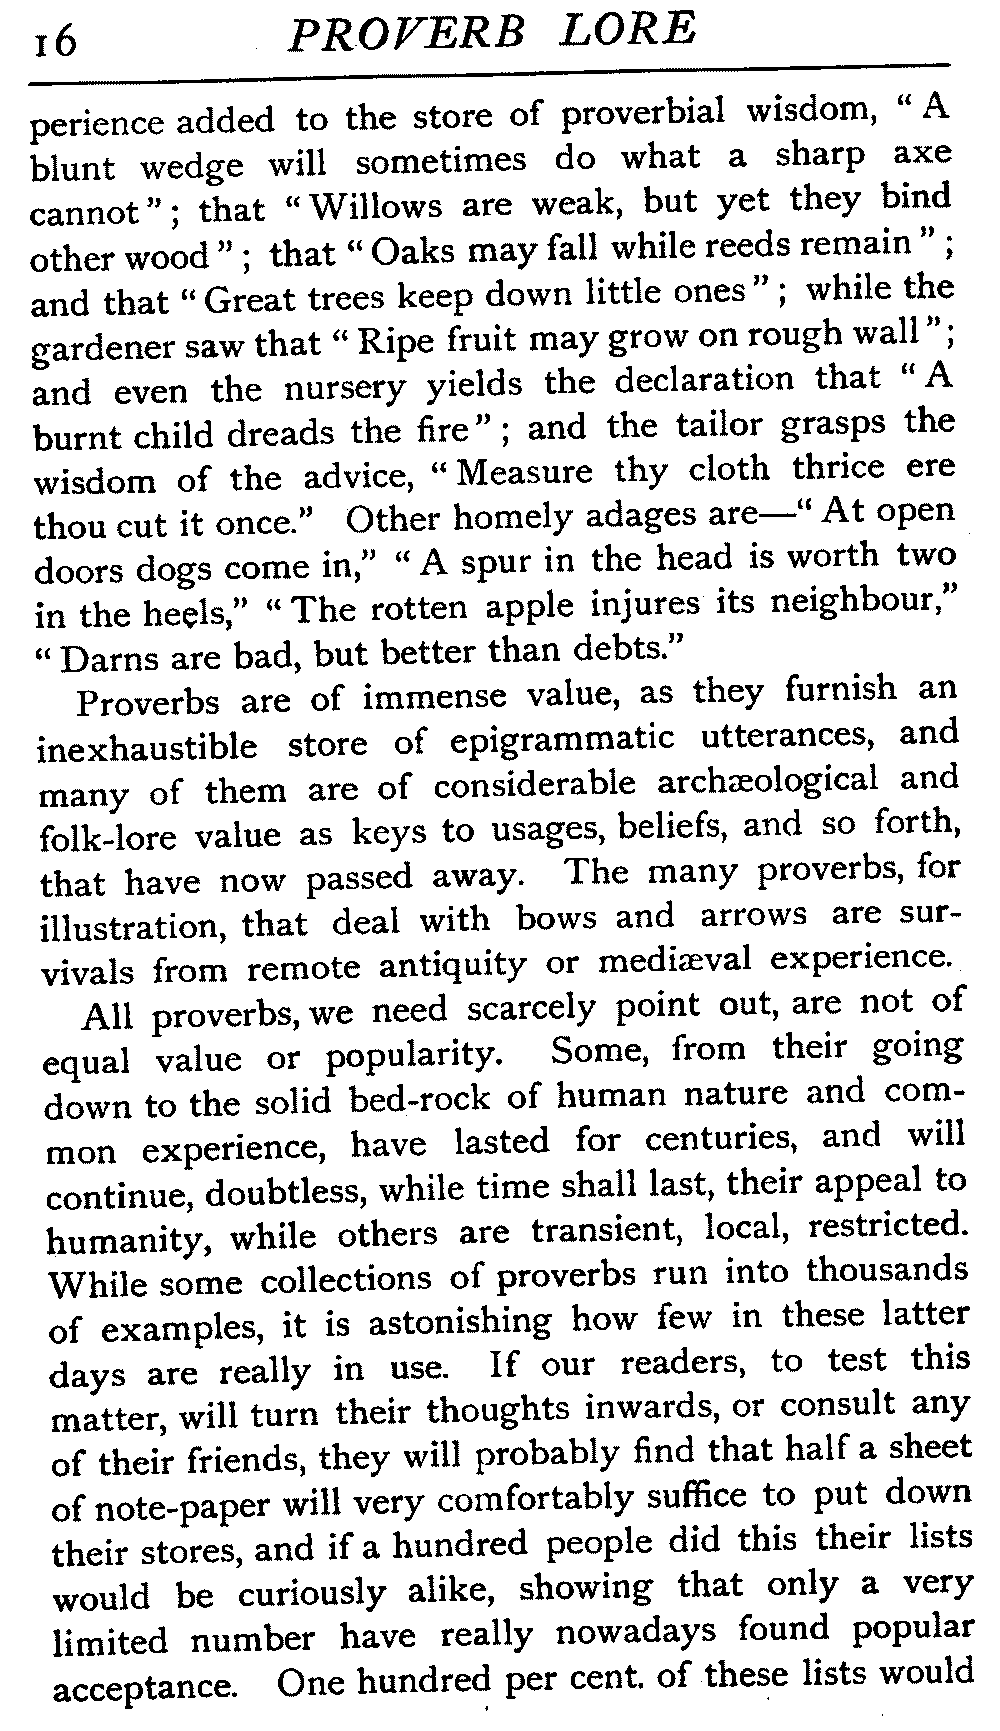 16 PROVERB LORE
perience added to the store of proverbial wisdom, “ A
blunt wedge will sometimes do what a sharp axe
cannot ” ; that “ Willows are weak, but yet they bind
other wood ” ; that “ Oaks may fall while reeds remain ” ;
and that “ Great trees keep down little ones ” ; while the
gardener saw that “ Ripe fruit may grow on rough wall ” ;
and even the nursery yields the declaration that “ A
burnt child dreads the fire ” ; and the tailor grasps the
wisdom of the advice, “ Measure thy cloth thrice ere
thou cut it once.” Other homely adages are—“ At open
doors dogs come in,” “ A spur in the head is worth two
in the heels,” “ The rotten apple injures its neighbour,”
“ Darns are bad, but better than debts.”
Proverbs are of immense value, as they furnish an
inexhaustible store of epigrammatic utterances, and
many of them are of considerable archæological and
folk-lore value as keys to usages, beliefs, and so forth,
that have now passed away. The many proverbs, for
illustration, that deal with bows and arrows are sur-
vivals from remote antiquity or mediæval experience.
All proverbs, we need scarcely point out, are not of
equal value or popularity. Some, from their going
down to the solid bed-rock of human nature and com-
mon experience, have lasted for centuries, and will
continue, doubtless, while time shall last, their appeal to
humanity, while others are transient, local, restricted.
While some collections of proverbs run into thousands
of examples, it is astonishing how few in these latter
days are really in use. If our readers, to test this
matter, will turn their thoughts inwards, or consult any
of their friends, they will probably find that half a sheet
of note-paper will very comfortably suffice to put down
their stores, and if a hundred people did this their lists
would be curiously alike, showing that only a very
limited number have really nowadays found popular
acceptance. One hundred per cent. of these lists would